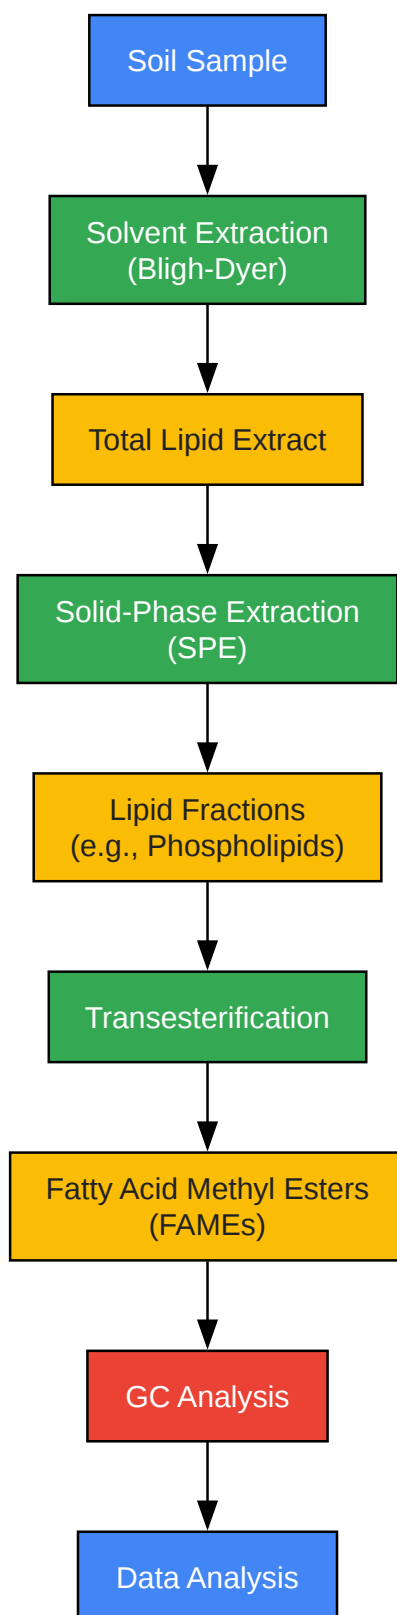 Soil Sample
Solvent Extraction
(Bligh-Dyer)
Total Lipid Extract
Solid-Phase Extraction
(SPE)
Lipid Fractions
(e.g., Phospholipids)
Transesterification
Fatty Acid Methyl Esters
(FAMEs)
GC Analysis
Data Analysis